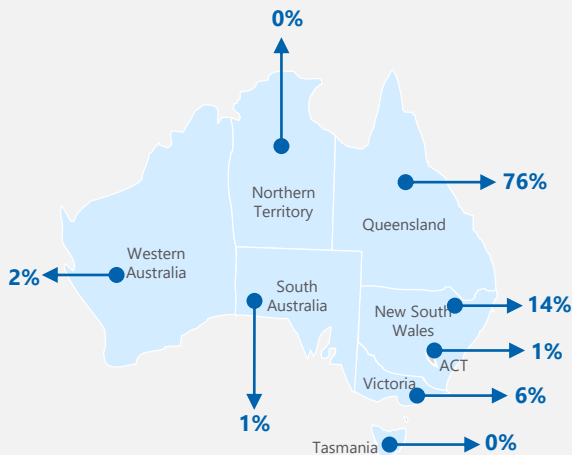 0%
76%
Northern
Territory
Queensland
Western
Australia
2%
South
Australia
14%
New South
Wales
1%
ACT
Victoria
6%
1%
0%
Tasmania